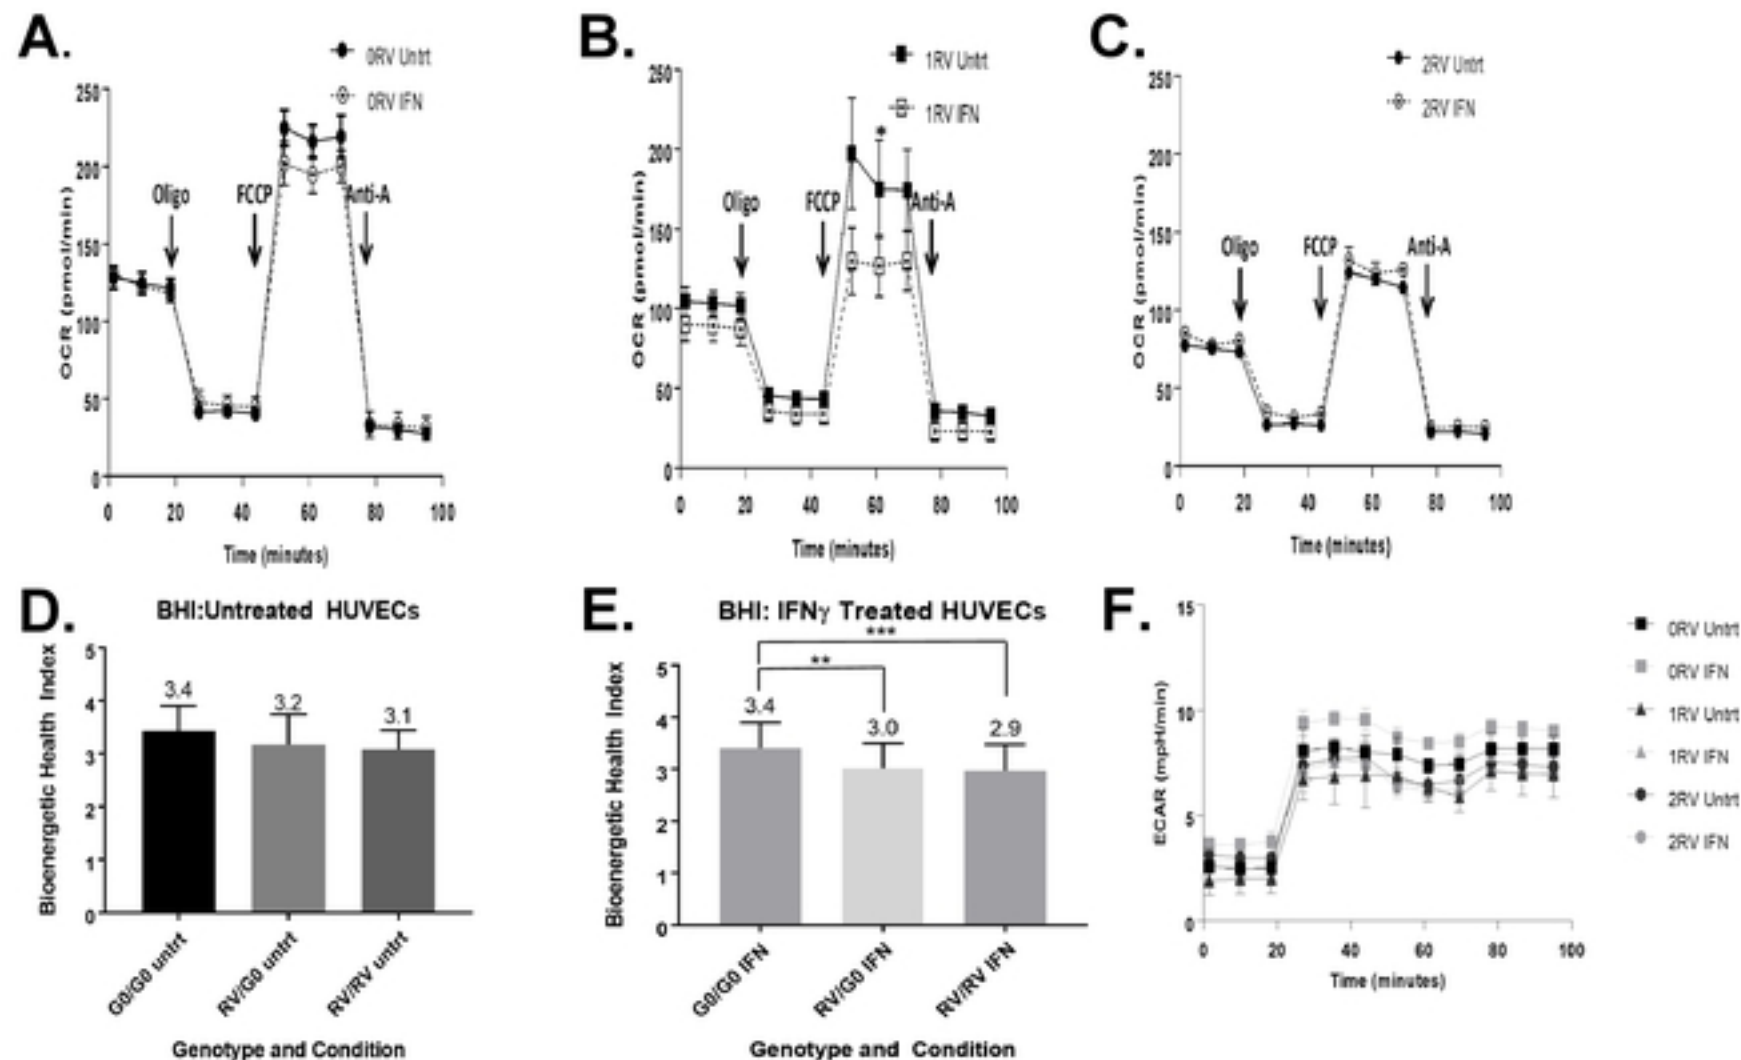 A.
0RV Untrt
0RV IFN
250
200
150
100
50
0
OCR (pmol/min)
Oligo
FCCP
Anti-A
0 20 40 60 80 100
Time (minutes)
B.
1RV Untrt
1RV IFN
250
200
150
100
50
0
OCR (pmol/min)
Oligo
FCCP
*
Anti-A
*
0 20 40 60 80 100
Time (minutes)
C.
2RV Untrt
2RV IFN
250
200
150
100
50
0
OCR (pmol/min)
Oligo
FCCP
Anti-A
0 20 40 60 80 100
Time (minutes)
D.
BHI:Untreated HUVECs
Bioenergetic Health Index
5
4
3
2
1
0
3.4
3.2
3.1
G0/G0 untrt
RV/G0 untrt
RV/RV untrt
Genotype and Condition
E.
BHI: IFNγ Treated HUVECs
Bioenergetic Health Index
5
4
3
2
1
0
***
**
3.4
3.0
2.9
G0/G0 IFN
RV/G0 IFN
RV/RV IFN
Genotype and Condition
F.
15
10
5
0
ECAR (mpH/min)
0 20 40 60 80 100
Time (minutes)
0RV Untrt
0RV IFN
1RV Untrt
1RV IFN
2RV Untrt
2RV IFN